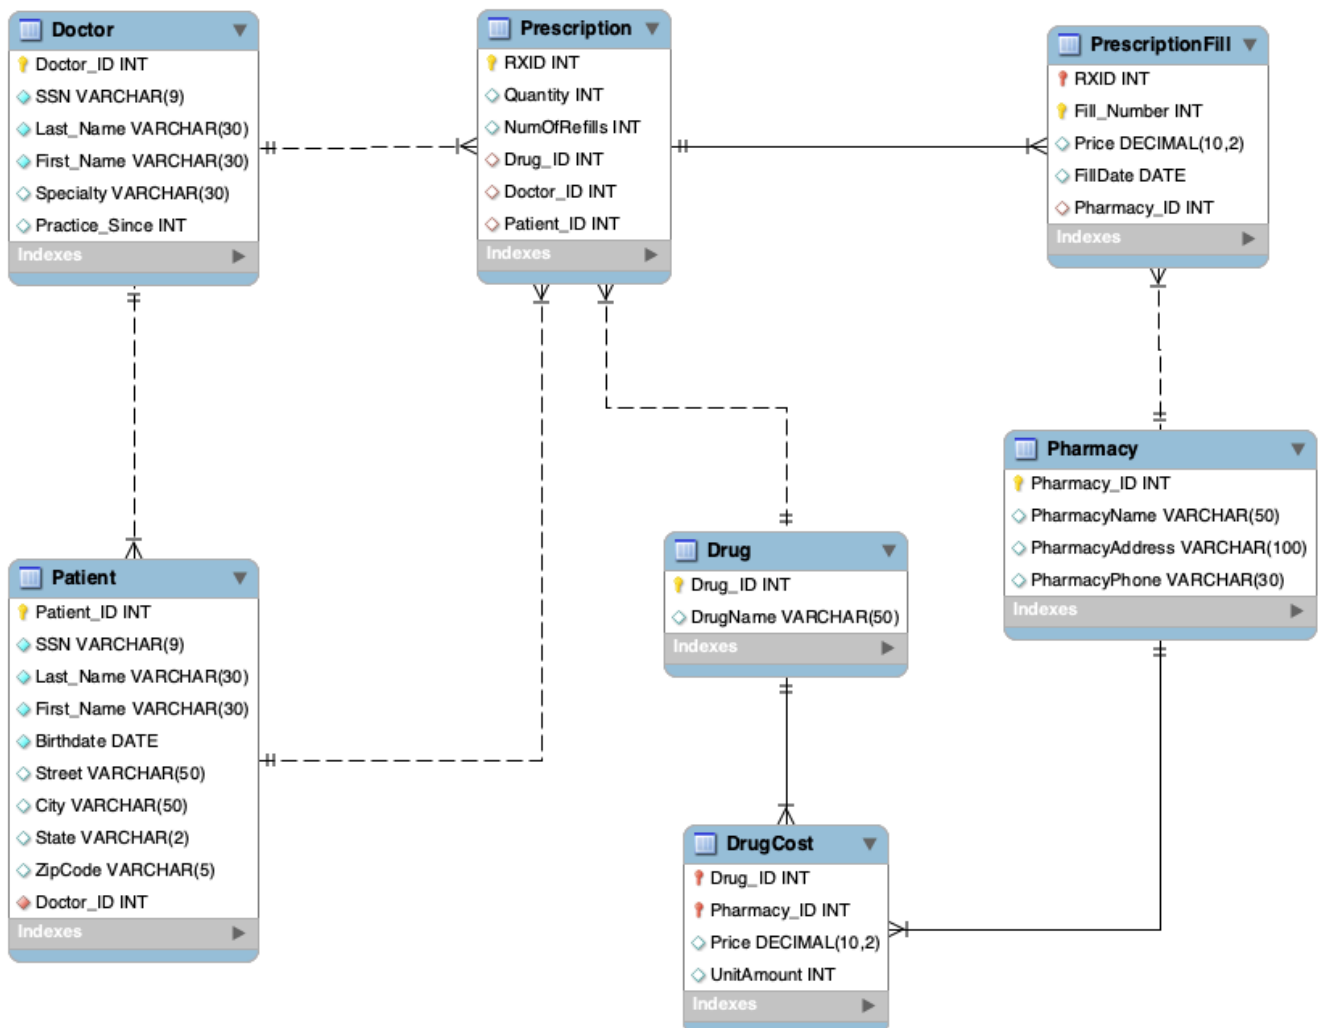 Doctor
Doctor_ID INT
SSN VARCHAR(9)
Last_Name VARCHAR(30)
First_Name VARCHAR(30)
Specialty VARCHAR(30)
Practice_Since INT
Indexes
Prescription
RXID INT
Quantity INT
NumOfRefills INT
Drug_ID INT
Doctor_ID INT
Patient_ID INT
Indexes
PrescriptionFill
RXID INT
Fill_Number INT
Price DECIMAL(10,2)
FillDate DATE
Pharmacy_ID INT
Indexes
Patient
Patient_ID INT
SSN VARCHAR(9)
Last_Name VARCHAR(30)
First_Name VARCHAR(30)
Birthdate DATE
Street VARCHAR(50)
City VARCHAR(50)
State VARCHAR(2)
ZipCode VARCHAR(5)
Doctor_ID INT
Indexes
Drug
Drug_ID INT
DrugName VARCHAR(50)
Indexes
Pharmacy
Pharmacy_ID INT
PharmacyName VARCHAR(50)
PharmacyAddress VARCHAR(100)
PharmacyPhone VARCHAR(30)
Indexes
DrugCost
Drug_ID INT
Pharmacy_ID INT
Price DECIMAL(10,2)
UnitAmount INT
Indexes